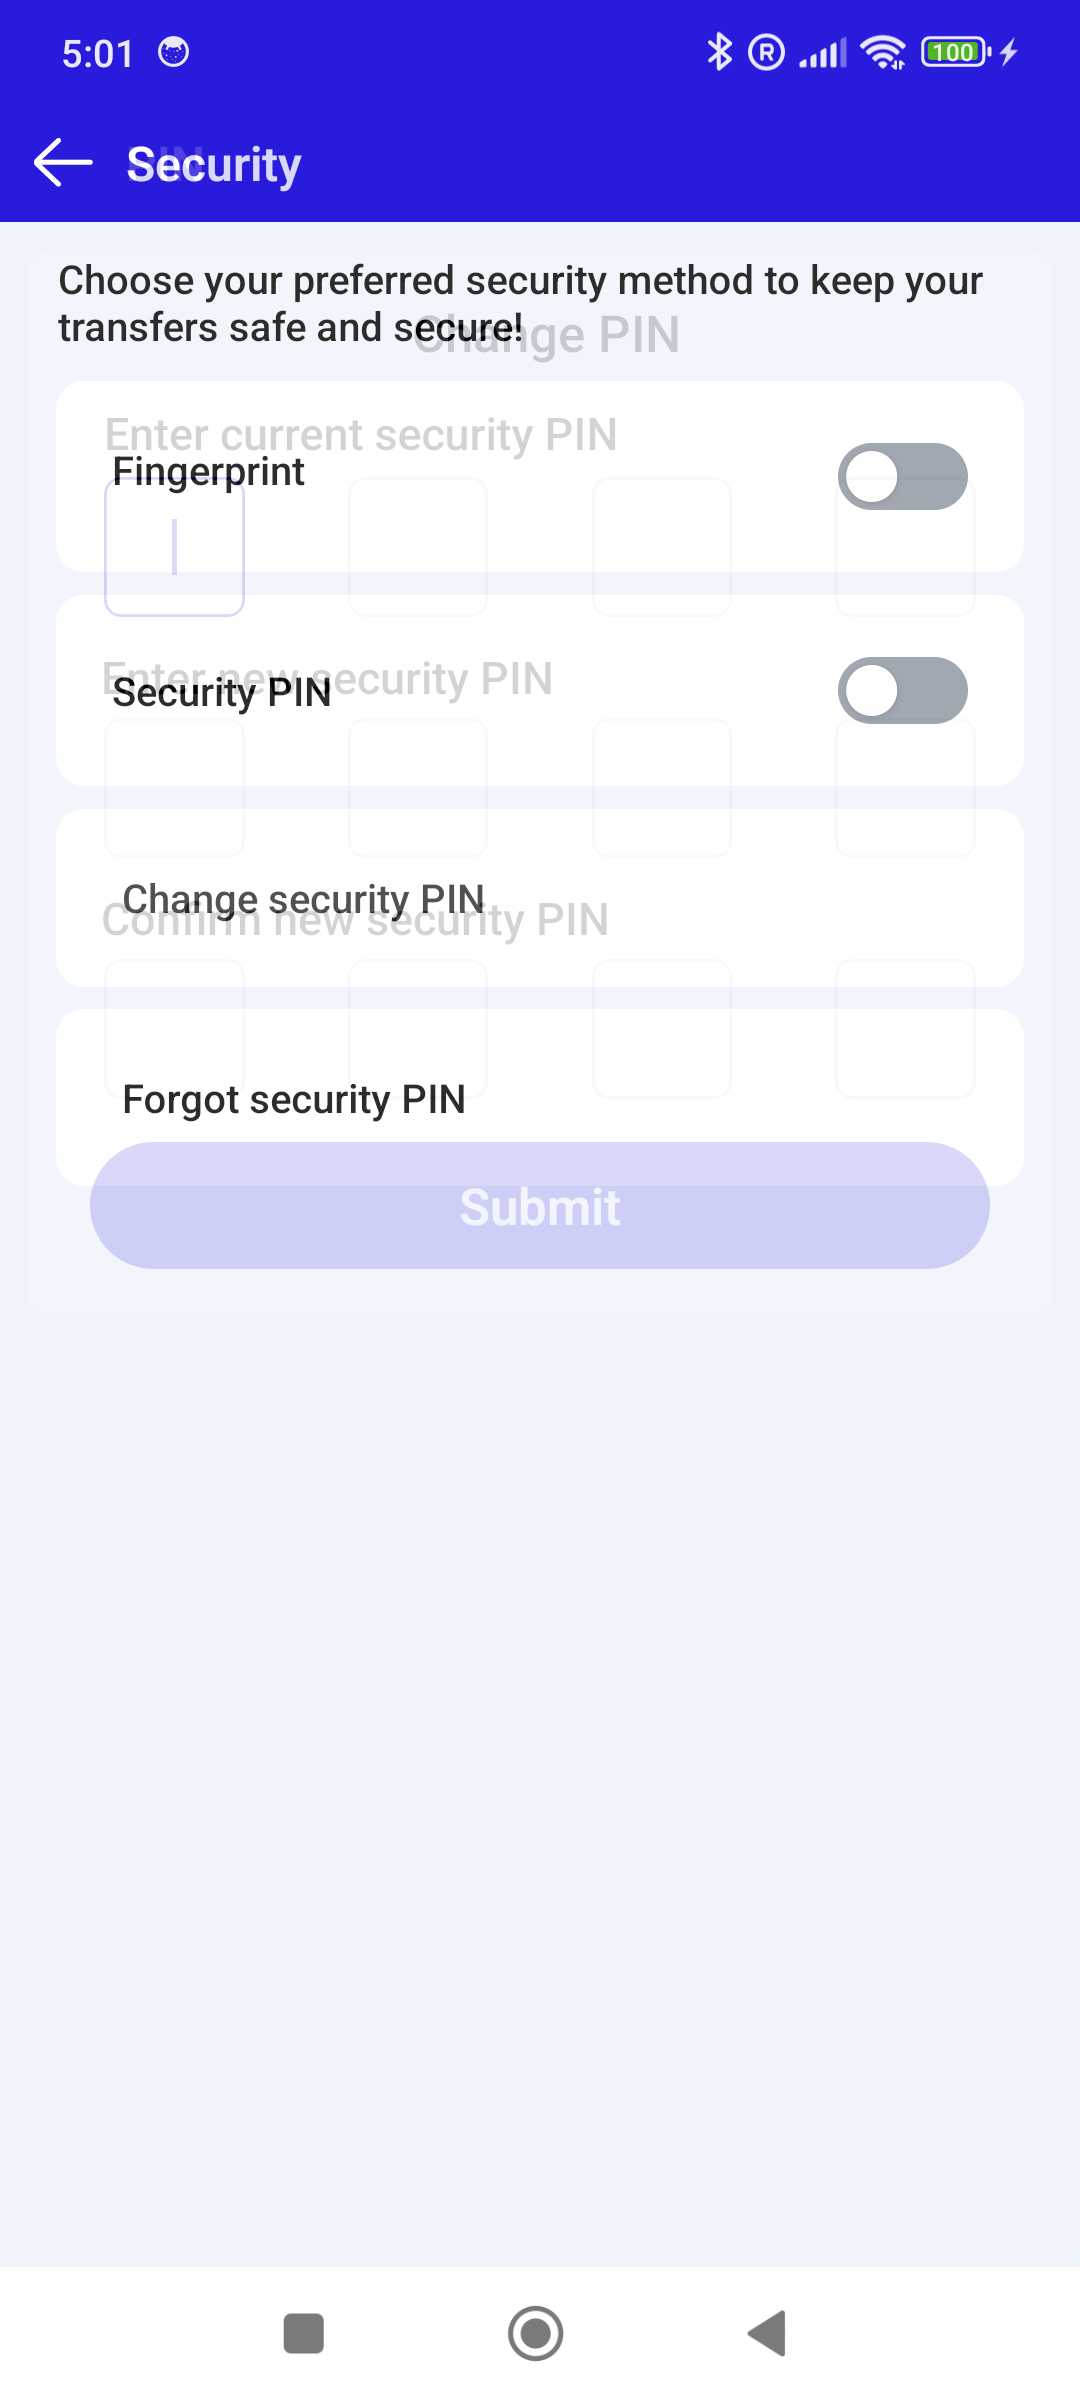 5:01
100
Security
PIN
Choose your preferred security method to keep your
transfers safe and secure!
Change PIN
Enter current security PIN
Fingerprint
Enter new security PIN
Security PIN
Change security PIN
Confirm new security PIN
Forgot security PIN
Submit